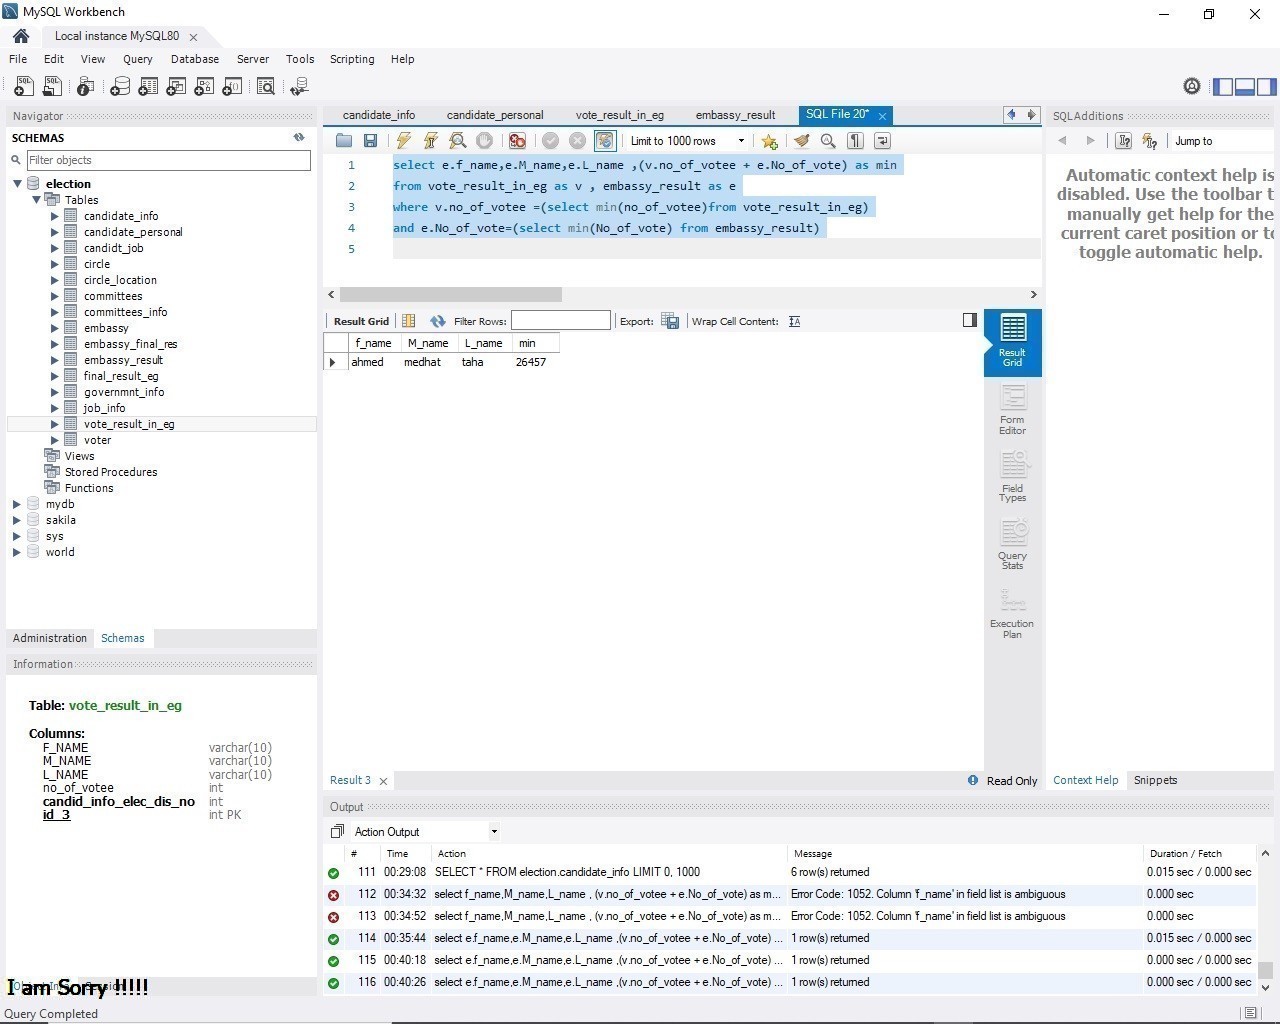 MySQL Workbench
Local instance MySQL80
File Edit View Query Database Server Tools Scripting Help
Navigator
SCHEMAS
Filter objects
election
Tables
candidate_info
candidate_personal
candidt_job
circle
circle_location
committees
committees_info
embassy
embassy_final_res
embassy_result
final_result_eg
governmnt_info
job_info
vote_result_in_eg
voter
Views
Stored Procedures
Functions
mydb
sakila
sys
world
Administration Schemas
Information
Table: vote_result_in_eg
Columns:
F_NAME varchar(10)
M_NAME varchar(10)
L_NAME varchar(10)
no_of_votee int
candid_info_elec_dis_no int
id_3 int PK
I am Sorry !!!!!
Query Completed
candidate_info candidate_personal vote_result_in_eg embassy_result SQL File 20*
Limit to 1000 rows
1 select e.f_name,e.M_name,e.L_name ,(v.no_of_votee + e.No_of_vote) as min
2 from vote_result_in_eg as v , embassy_result as e
3 where v.no_of_votee =(select min(no_of_votee)from vote_result_in_eg)
4 and e.No_of_vote=(select min(No_of_vote) from embassy_result)
5
Result Grid Filter Rows: Export: Wrap Cell Content:
f_name M_name L_name min
ahmed medhat taha 26457
Result Grid
Form Editor
Field Types
Query Stats
Execution Plan
Result 3
Read Only
SQLAdditions
Jump to
Automatic context help is
disabled. Use the toolbar t
manually get help for the
current caret position or to
toggle automatic help.
Context Help Snippets
Output
Action Output
# Time Action Message Duration / Fetch
111 00:29:08 SELECT * FROM election.candidate_info LIMIT 0, 1000 6 row(s) returned 0.015 sec / 0.000 sec
112 00:34:32 select f_name,M_name,L_name , (v.no_of_votee + e.No_of_vote) as m... Error Code: 1052. Column 'f_name' in field list is ambiguous 0.000 sec
113 00:34:52 select f_name,M_name,L_name , (v.no_of_votee + e.No_of_vote) as m... Error Code: 1052. Column 'f_name' in field list is ambiguous 0.000 sec
114 00:35:44 select e.f_name,e.M_name,e.L_name ,(v.no_of_votee + e.No_of_vote) ... 1 row(s) returned 0.015 sec / 0.000 sec
115 00:40:18 select e.f_name,e.M_name,e.L_name ,(v.no_of_votee + e.No_of_vote) ... 1 row(s) returned 0.000 sec / 0.000 sec
116 00:40:26 select e.f_name,e.M_name,e.L_name ,(v.no_of_votee + e.No_of_vote) ... 1 row(s) returned 0.000 sec / 0.000 sec